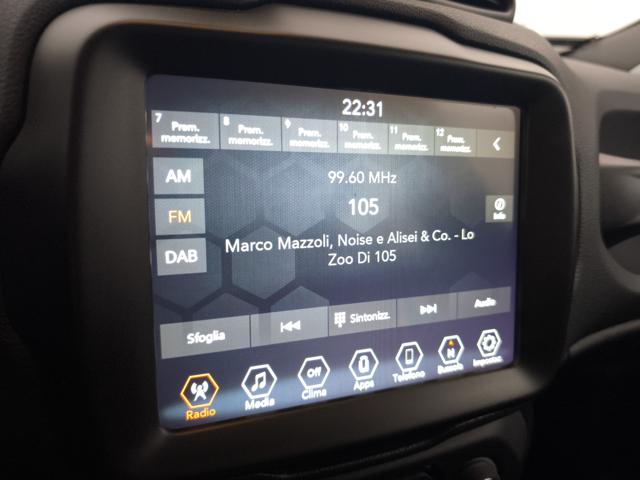 22:31
7 Prem. memorizz. 8 Prem. memorizz. 9 Prem. memorizz. 10 Prem. memorizz. 11 Prem. memorizz. 12 Prem. memorizz.
AM
FM
DAB
99.60 MHz
105
Marco Mazzoli, Noise e Alisei & Co. - Lo
Zoo Di 105
Info
Sfoglia
Sintonizz.
Audio
Off
N
Radio Media Clima Apps Telefono Bussola Impostaz.